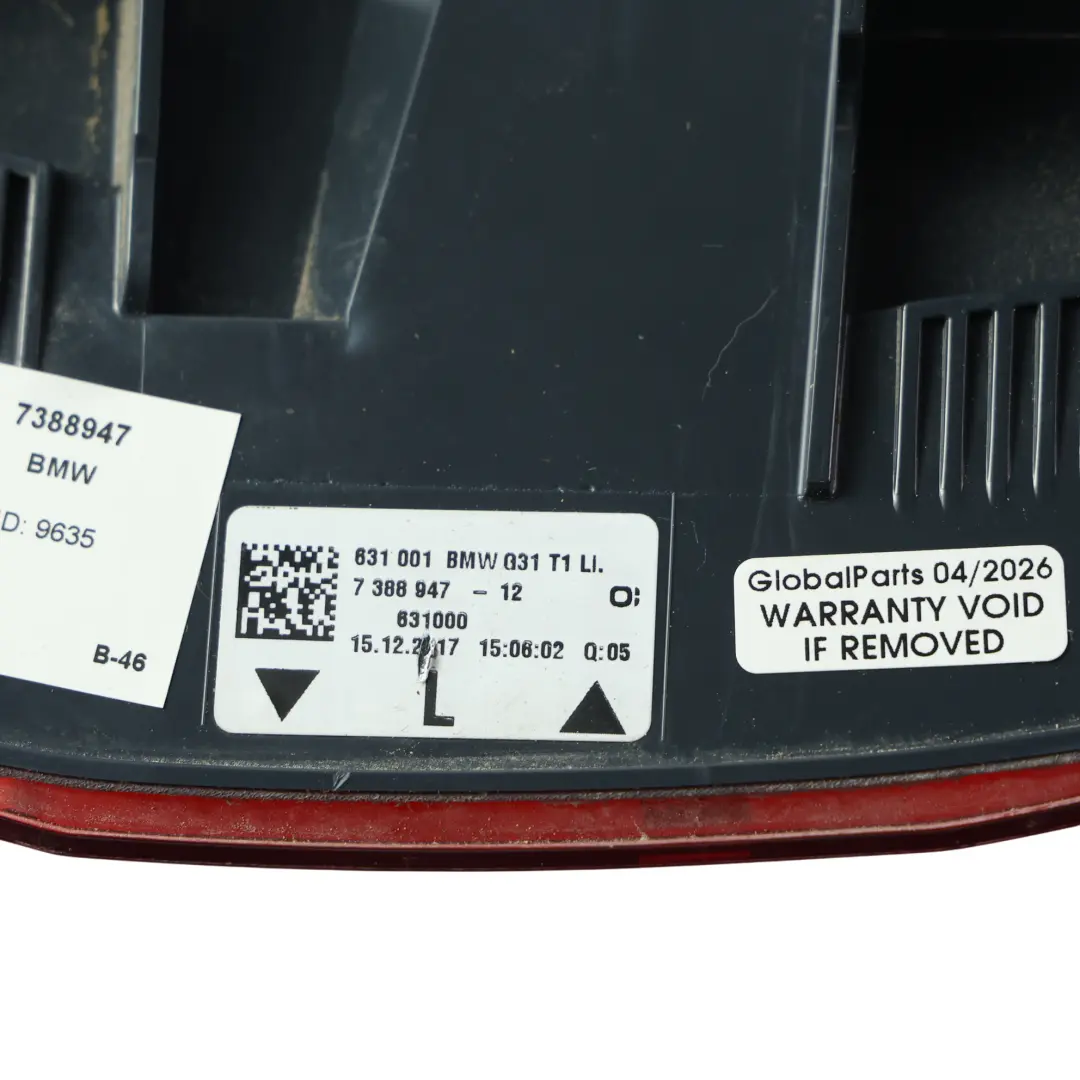 7388947
BMW
D: 9635
B-46
631 001 BMW G31 T1 LI.
7 388 947 - 12
631000
15.12.2017 15:06:02 Q:05
L
GlobalParts 04/2026
WARRANTY VOID
IF REMOVED